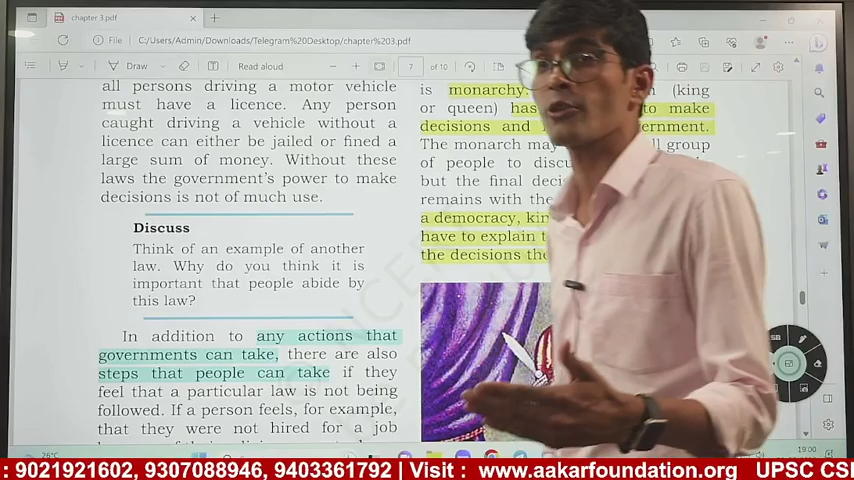 chapter 3.pdf
File
C:/Users/Admin/Downloads/Telegram%20Desktop/chapter%203.pdf
Draw
Read aloud
7
of 10
all persons driving a motor vehicle
must have a licence. Any person
caught driving a vehicle without a
licence can either be jailed or fined a
large sum of money. Without these
laws the government's power to make
decisions is not of much use.
Discuss
Think of an example of another
law. Why do you think it is
important that people abide by
this law?
In addition to any actions that
governments can take, there are also
steps that people can take if they
feel that a particular law is not being
followed. If a person feels, for example,
that they were not hired for a job
is monarchy. (king
or queen) has to make
decisions and
The monarch may group
of people to
but the final
remains with the
a democracy,
have to explain
the decisions
26°C
19:00
: 9021921602, 9307088946, 9403361792 | Visit : www.aakarfoundation.org UPSC